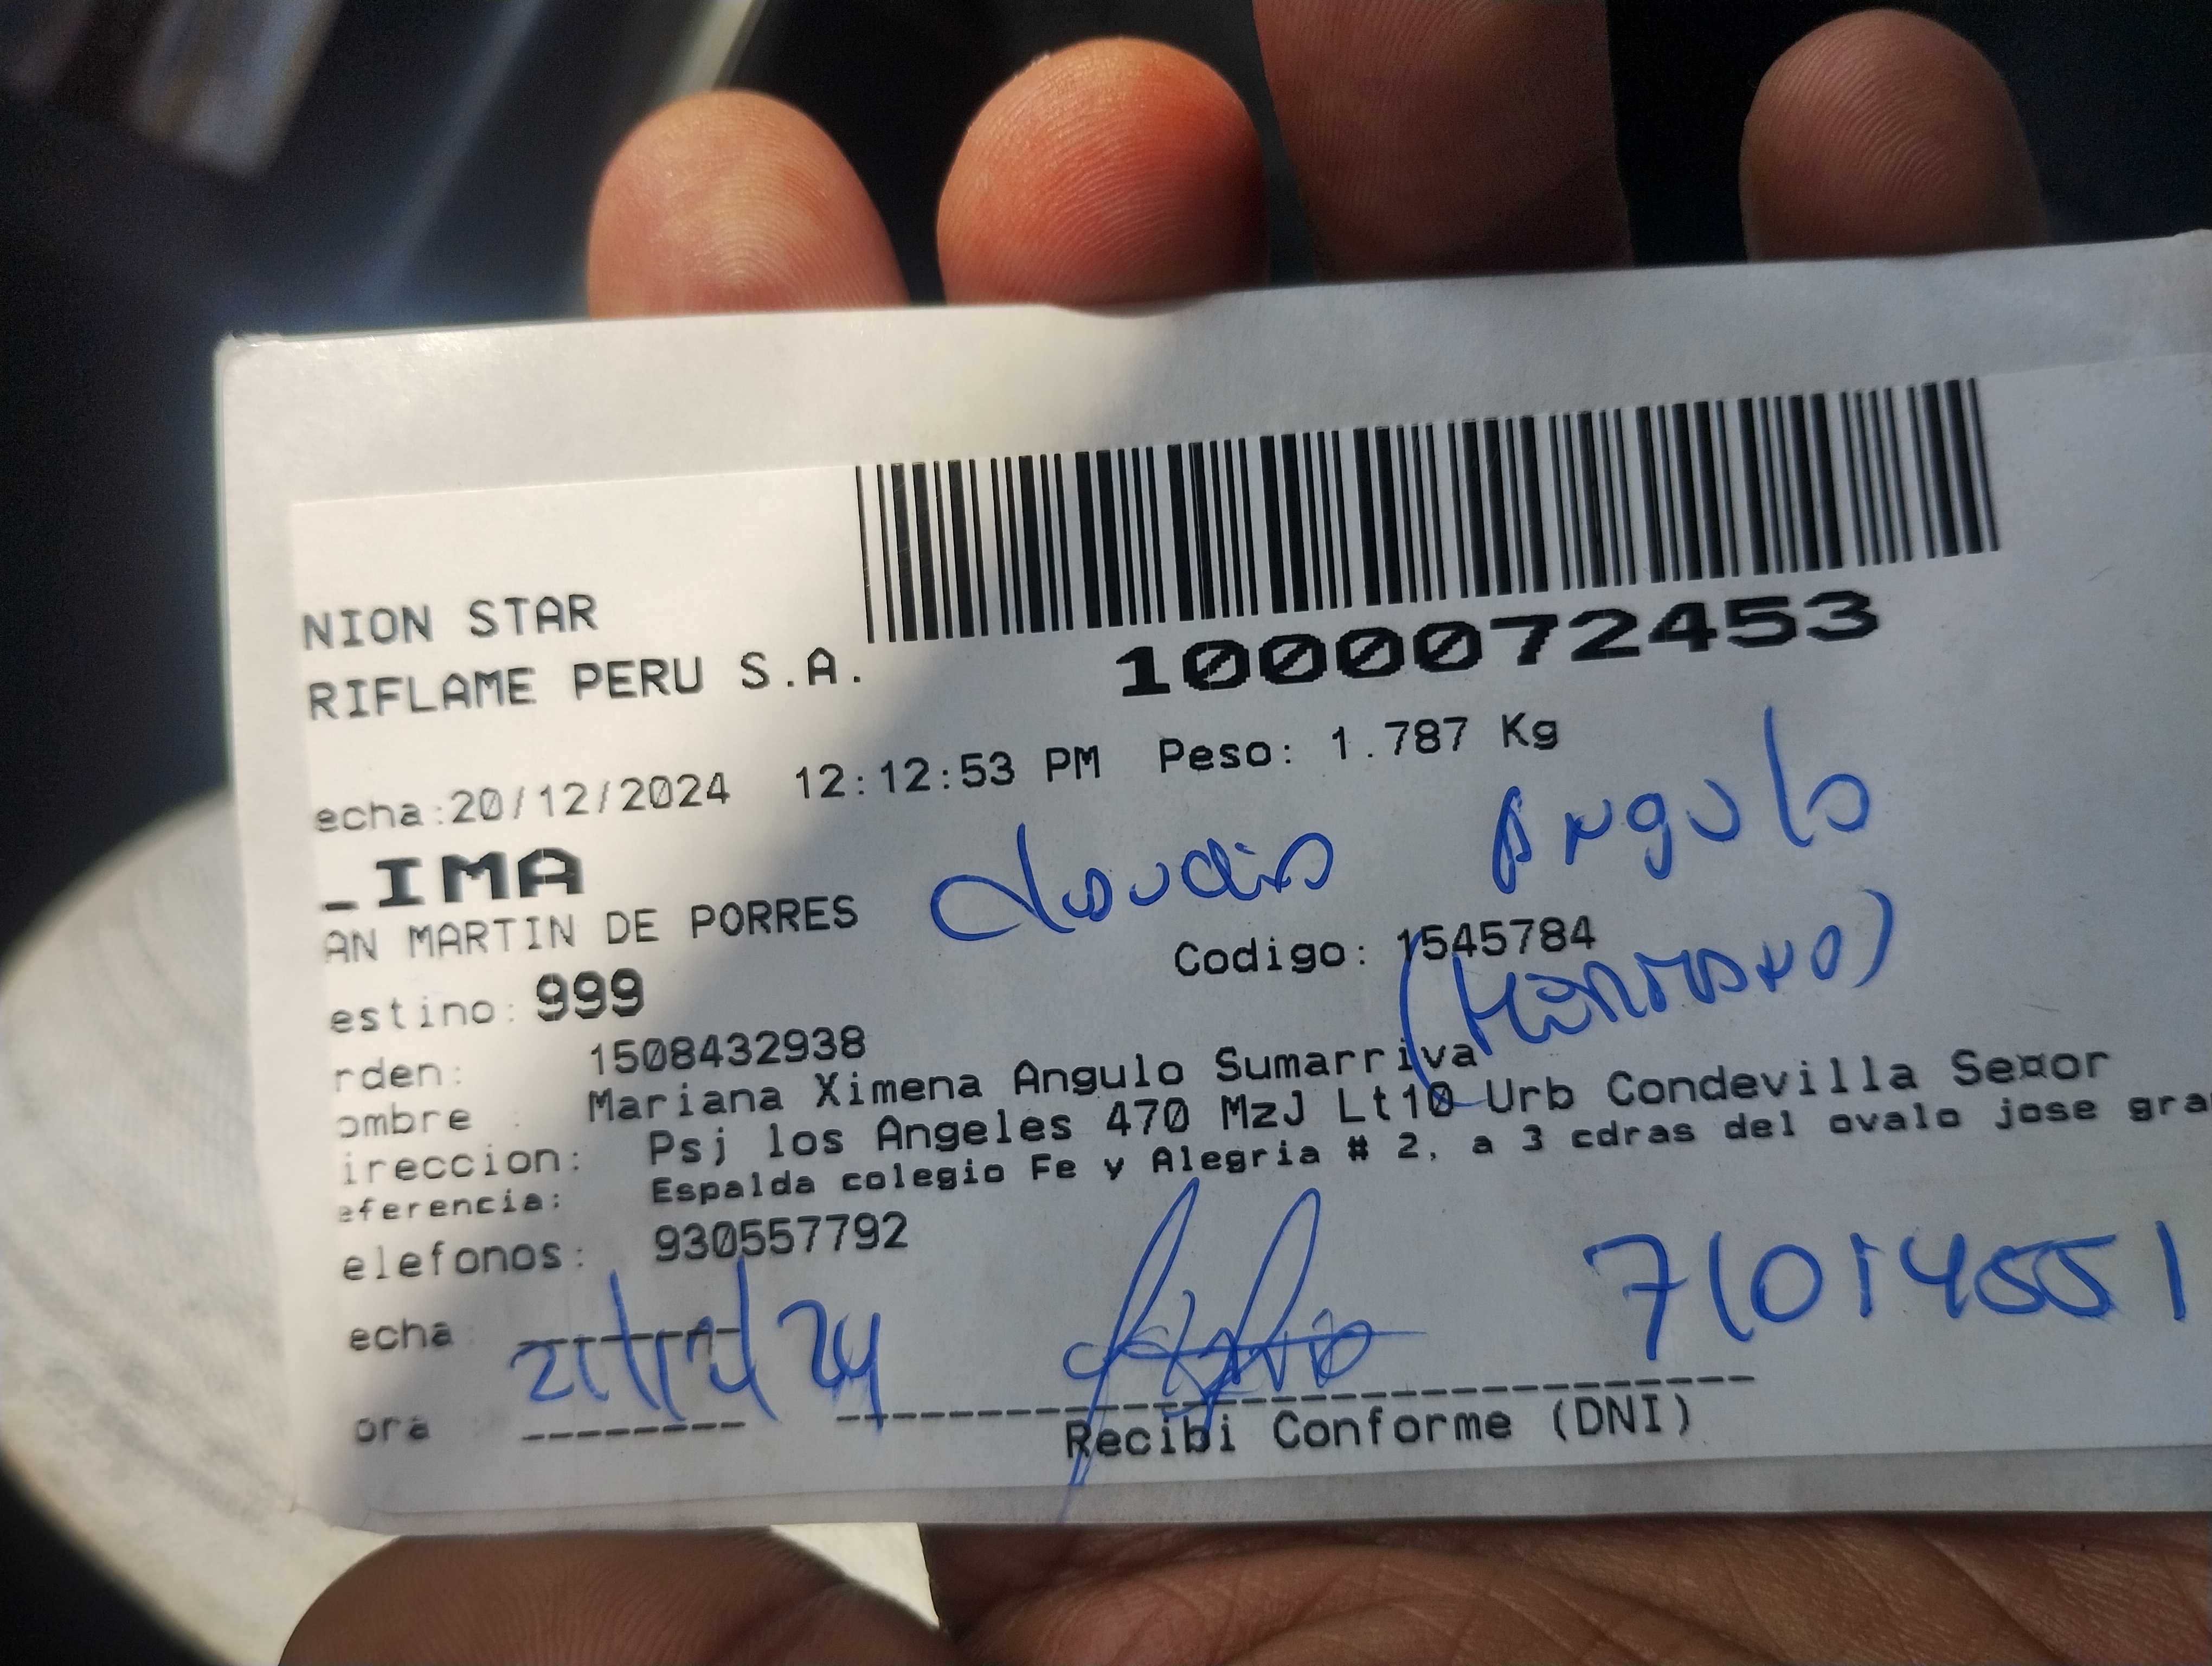 NION STAR
RIFLAME PERU S.A.
1000072453
echa:20/12/2024 12:12:53 PM Peso: 1.787 Kg
_IMA
AN MARTIN DE PORRES
Claudio Angulo
estino: 999
Codigo: 1545784
(HERMANO)
rden: 1508432938
ombre : Mariana Ximena Angulo Sumarriva
ireccion: Psj los Angeles 470 MzJ Lt10 Urb Condevilla Se¤or
eferencia: Espalda colegio Fe y Alegria # 2, a 3 cdras del ovalo jose gra
elefonos: 930557792
echa : 21/12/24
71014551
ora :
Recibi Conforme (DNI)